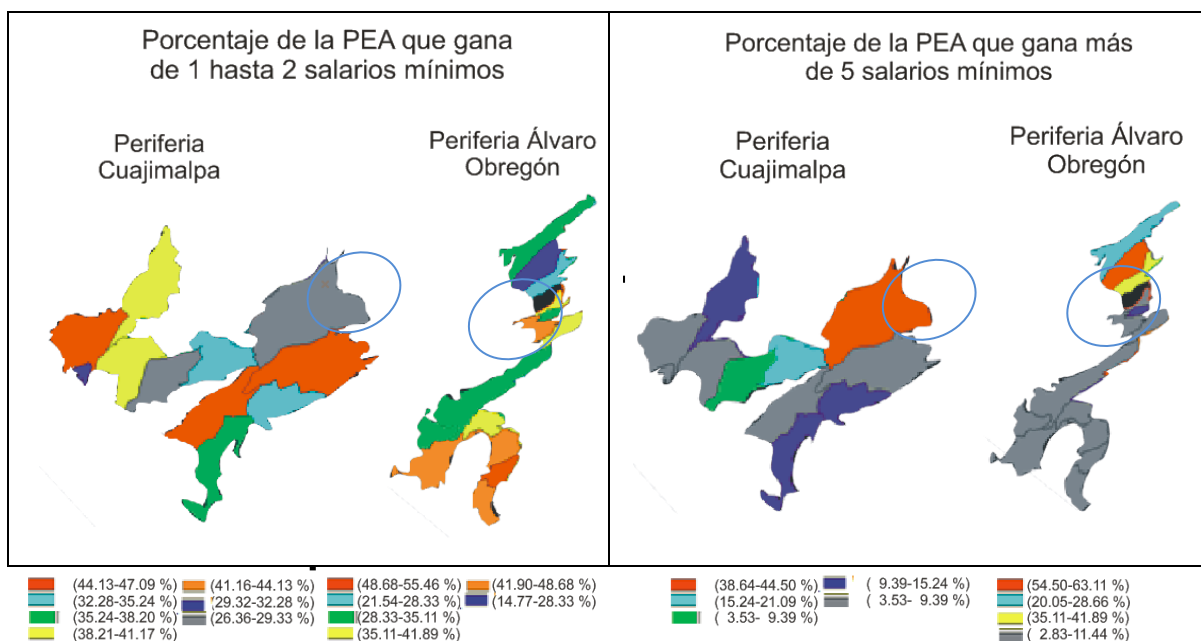 Porcentaje de la PEA que gana
de 1 hasta 2 salarios mínimos
Periferia
Cuajimalpa
Periferia Álvaro
Obregón
Porcentaje de la PEA que gana más
de 5 salarios mínimos
Periferia
Cuajimalpa
Periferia Álvaro
Obregón
(44.13-47.09 %)
(32.28-35.24 %)
(35.24-38.20 %)
(38.21-41.17 %)
(41.16-44.13 %)
(29.32-32.28 %)
(26.36-29.33 %)
(48.68-55.46 %)
(21.54-28.33 %)
(28.33-35.11 %)
(35.11-41.89 %)
(41.90-48.68 %)
(14.77-28.33 %)
(38.64-44.50 %)
(15.24-21.09 %)
( 3.53- 9.39 %)
( 9.39-15.24 %)
( 3.53- 9.39 %)
(54.50-63.11 %)
(20.05-28.66 %)
(35.11-41.89 %)
( 2.83-11.44 %)